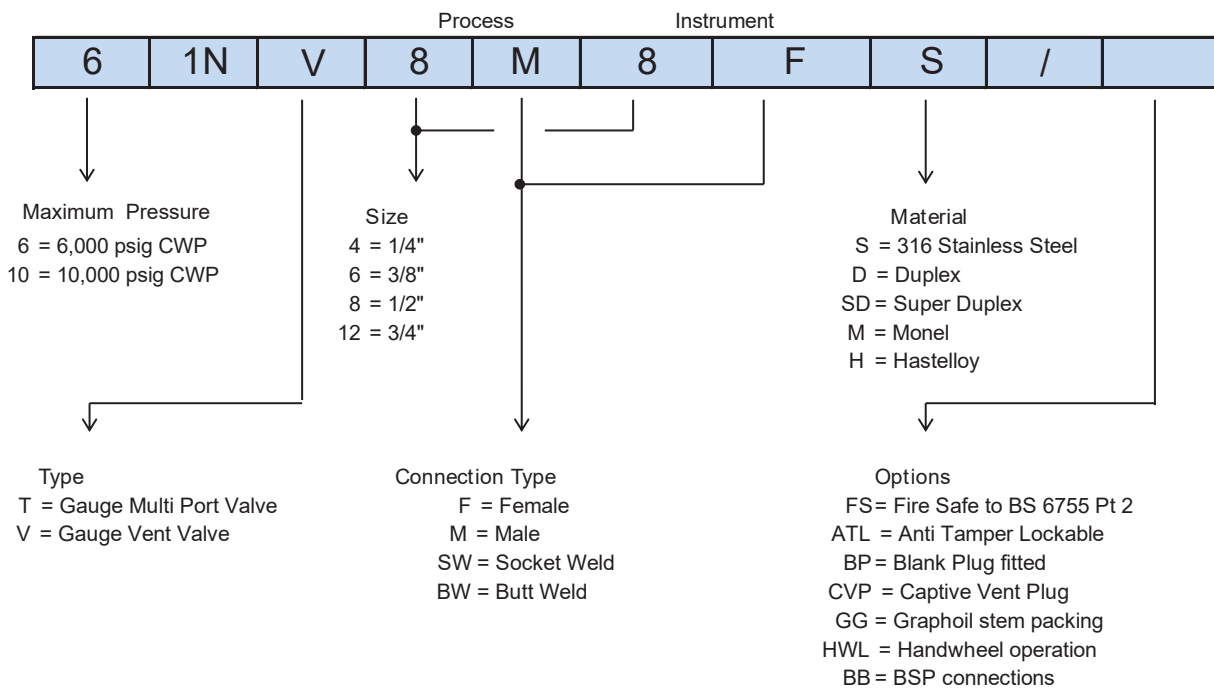 Process Instrument
6 1N V 8 M 8 F S /
Maximum Pressure
6 = 6,000 psig CWP
10 = 10,000 psig CWP
Size
4 = 1/4"
6 = 3/8"
8 = 1/2"
12 = 3/4"
Material
S = 316 Stainless Steel
D = Duplex
SD = Super Duplex
M = Monel
H = Hastelloy
Type
T = Gauge Multi Port Valve
V = Gauge Vent Valve
Connection Type
F = Female
M = Male
SW = Socket Weld
BW = Butt Weld
Options
FS = Fire Safe to BS 6755 Pt 2
ATL = Anti Tamper Lockable
BP = Blank Plug fitted
CVP = Captive Vent Plug
GG = Graphoil stem packing
HWL = Handwheel operation
BB = BSP connections